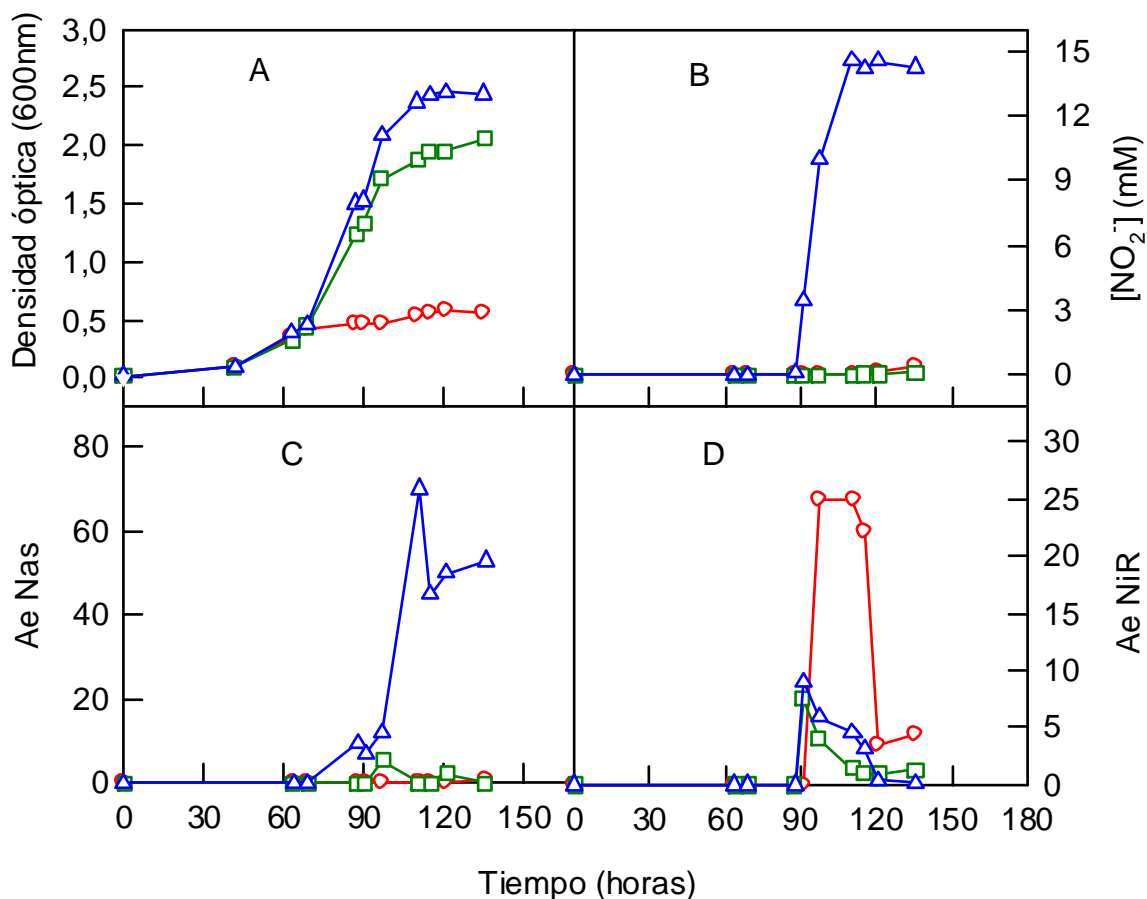 A
B
C
D
Densidad óptica (600nm)
3,0
2,5
2,0
1,5
1,0
0,5
0,0
[NO₂⁻] (mM)
15
12
9
6
3
0
Ae Nas
80
60
40
20
0
Ae NiR
30
25
20
15
10
5
0
0 30 60 90 120 150
0 30 60 90 120 150 180
Tiempo (horas)